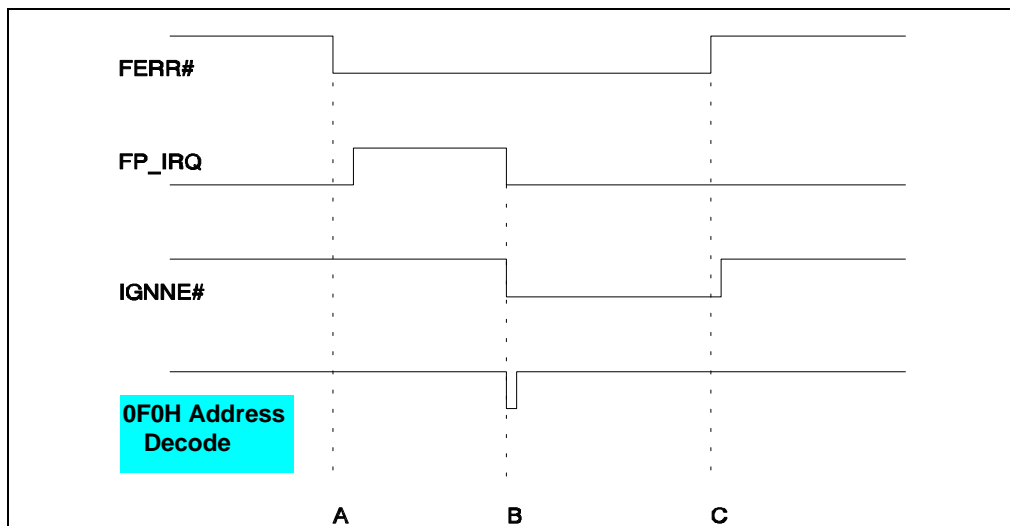 FERR#
FP_IRQ
IGNNE#
0F0H Address
Decode
A B C